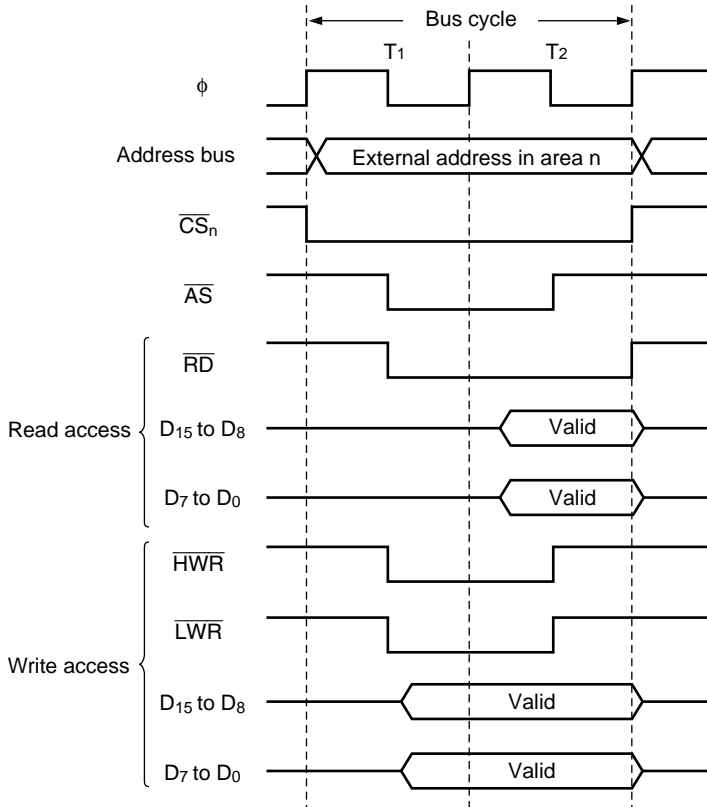 Bus cycle
T1 T2
ϕ
Address bus External address in area n
CSn
AS
RD
Read access
D15 to D8 Valid
D7 to D0 Valid
HWR
LWR
Write access
D15 to D8 Valid
D7 to D0 Valid